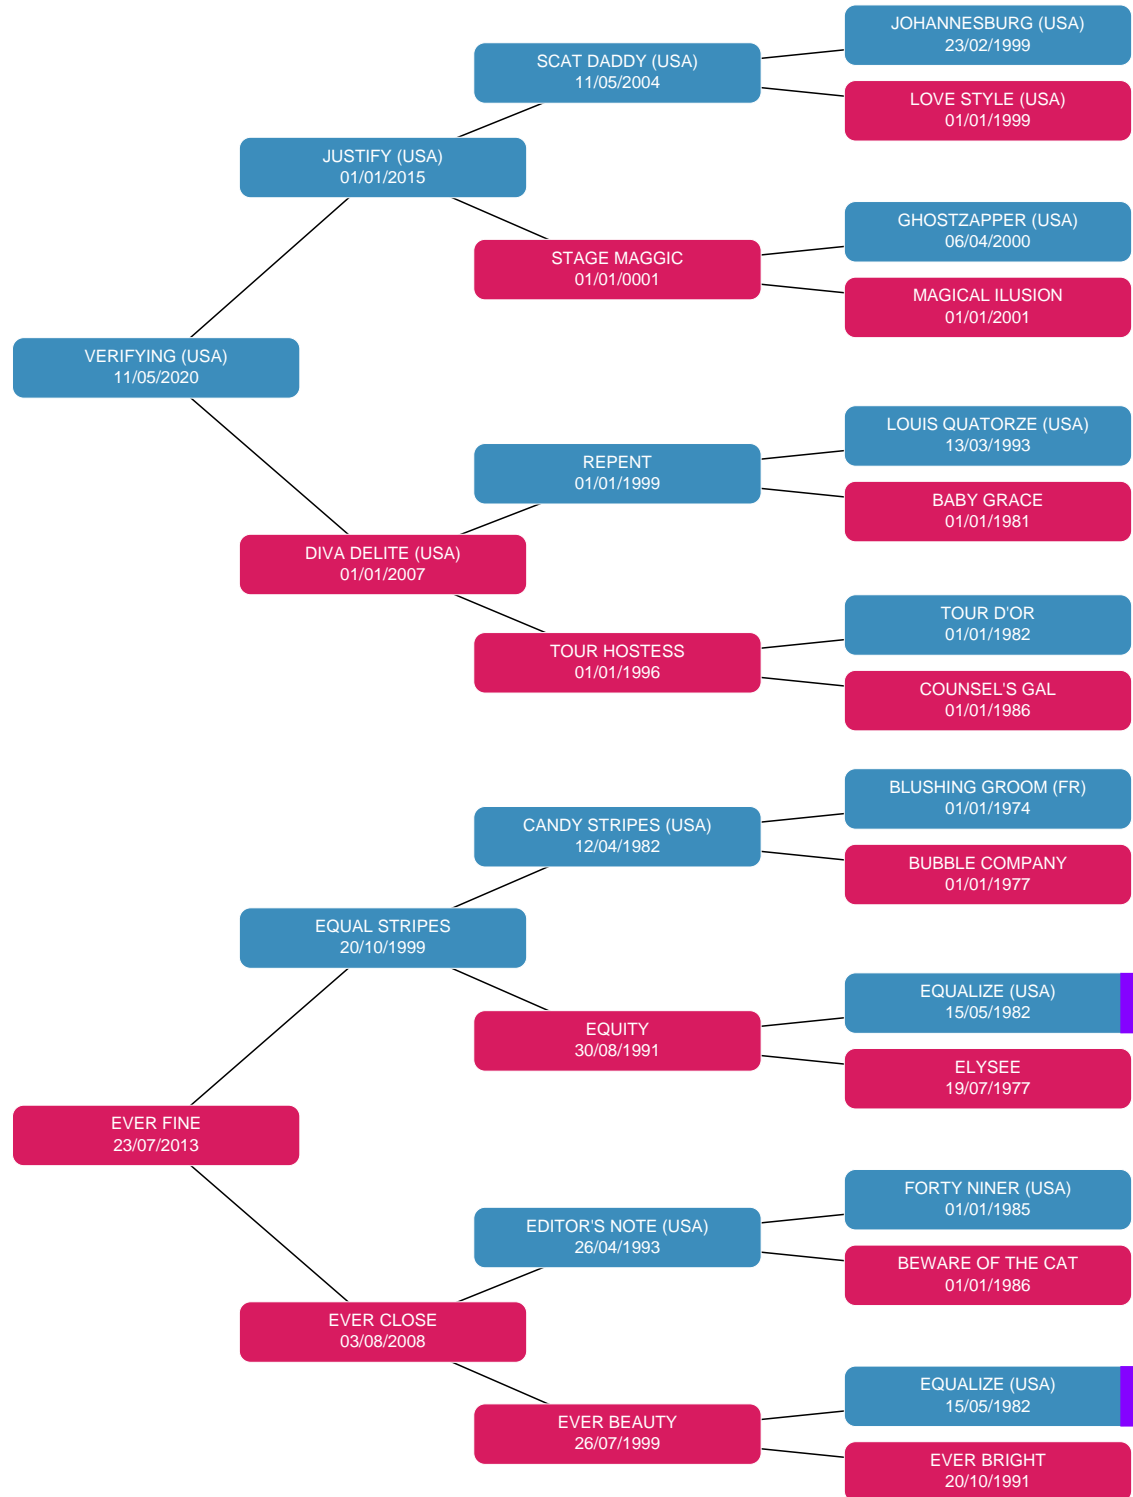 JOHANNESBURG (USA)
23/02/1999
SCAT DADDY (USA)
11/05/2004
LOVE STYLE (USA)
01/01/1999
JUSTIFY (USA)
01/01/2015
GHOSTZAPPER (USA)
06/04/2000
STAGE MAGGIC
01/01/0001
MAGICAL ILUSION
01/01/2001
VERIFYING (USA)
11/05/2020
LOUIS QUATORZE (USA)
13/03/1993
REPENT
01/01/1999
BABY GRACE
01/01/1981
DIVA DELITE (USA)
01/01/2007
TOUR D'OR
01/01/1982
TOUR HOSTESS
01/01/1996
COUNSEL'S GAL
01/01/1986
BLUSHING GROOM (FR)
01/01/1974
CANDY STRIPES (USA)
12/04/1982
BUBBLE COMPANY
01/01/1977
EQUAL STRIPES
20/10/1999
EQUALIZE (USA)
15/05/1982
EQUITY
30/08/1991
ELYSEE
19/07/1977
EVER FINE
23/07/2013
FORTY NINER (USA)
01/01/1985
EDITOR'S NOTE (USA)
26/04/1993
BEWARE OF THE CAT
01/01/1986
EVER CLOSE
03/08/2008
EQUALIZE (USA)
15/05/1982
EVER BEAUTY
26/07/1999
EVER BRIGHT
20/10/1991